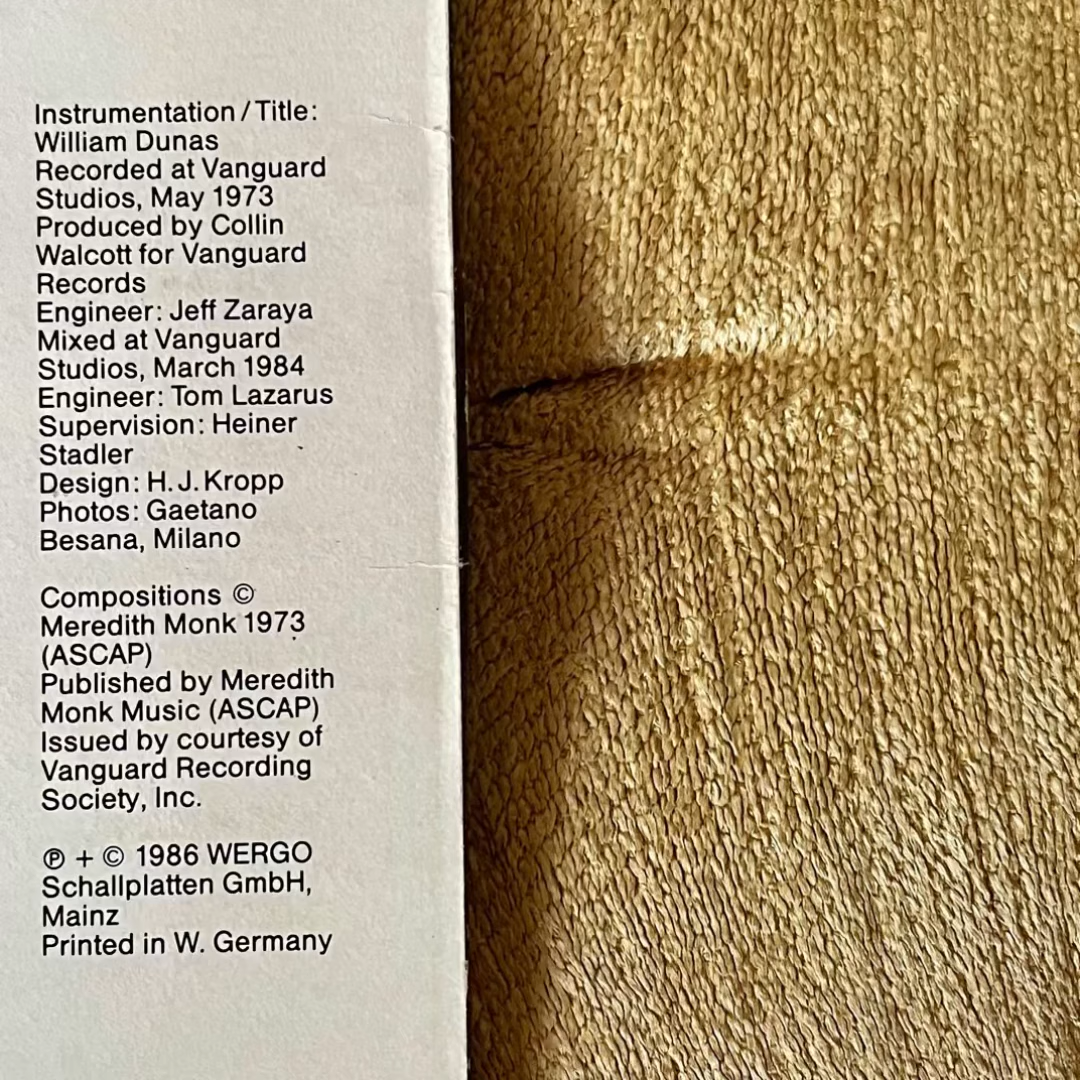 Instrumentation / Title:
William Dunas
Recorded at Vanguard
Studios, May 1973
Produced by Collin
Walcott for Vanguard
Records
Engineer: Jeff Zaraya
Mixed at Vanguard
Studios, March 1984
Engineer: Tom Lazarus
Supervision: Heiner
Stadler
Design: H. J. Kropp
Photos: Gaetano
Besana, Milano
Compositions ©
Meredith Monk 1973
(ASCAP)
Published by Meredith
Monk Music (ASCAP)
Issued by courtesy of
Vanguard Recording
Society, Inc.
℗ + © 1986 WERGO
Schallplatten GmbH,
Mainz
Printed in W. Germany